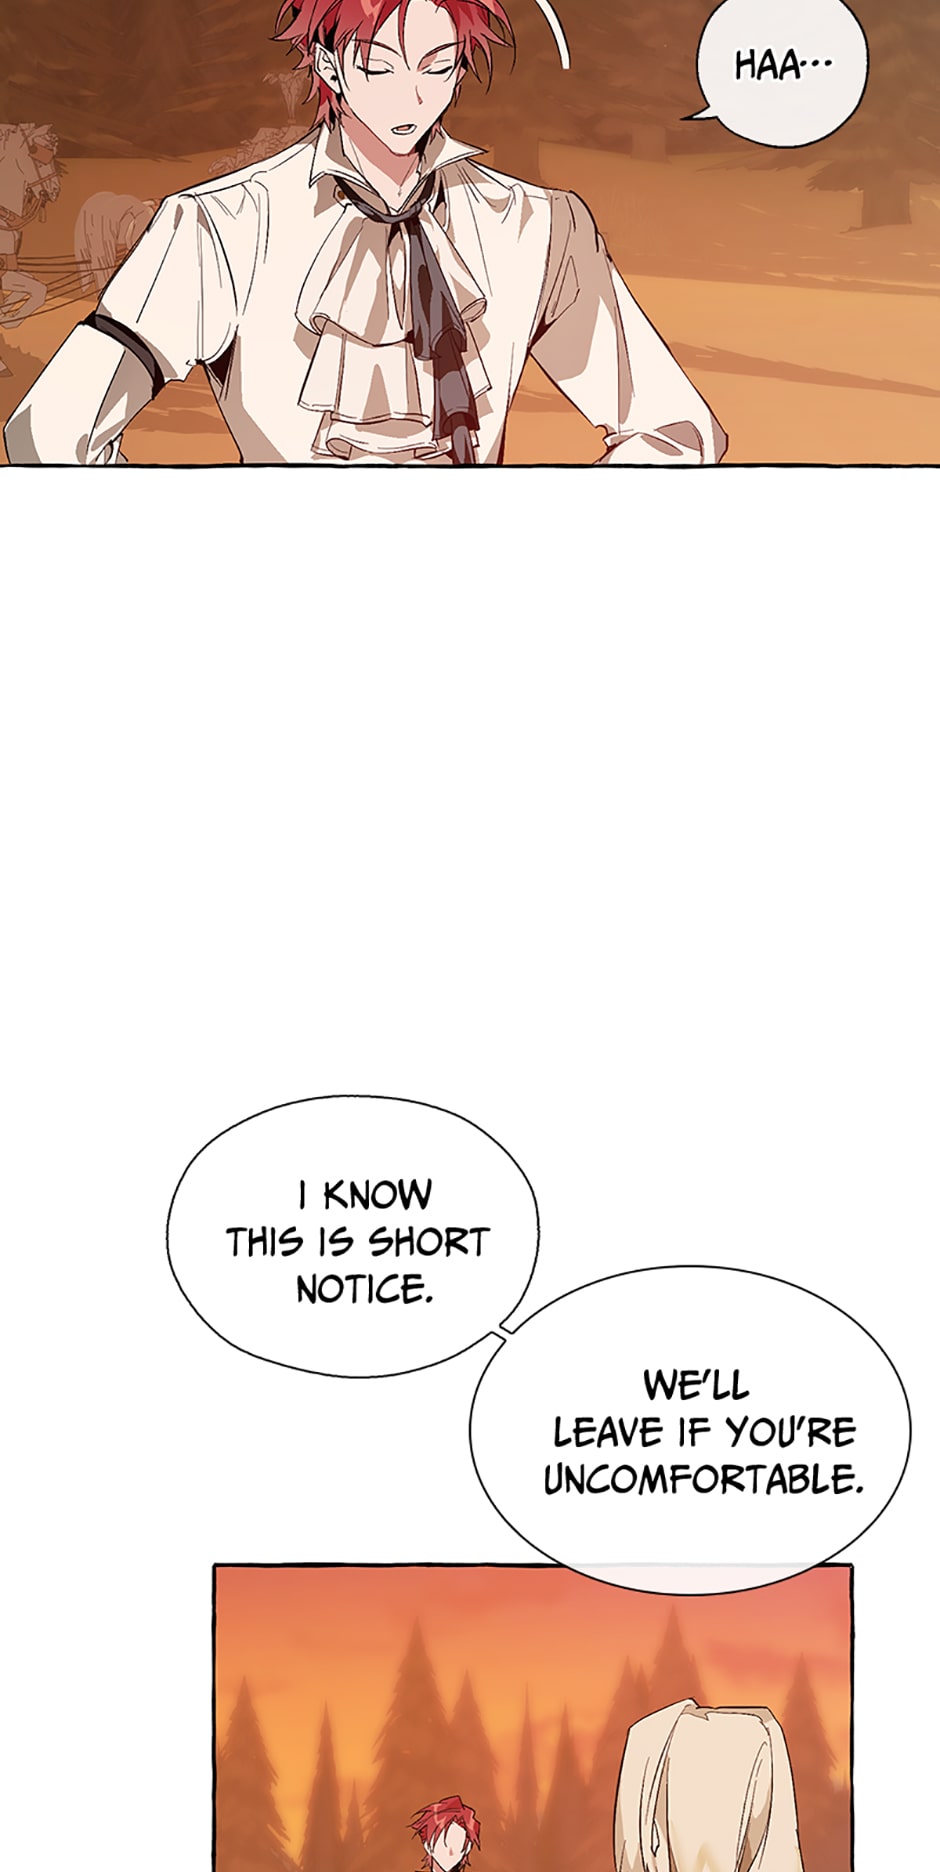 HAA...
I KNOW
THIS IS SHORT
NOTICE.
WE'LL
LEAVE IF YOU'RE
UNCOMFORTABLE.